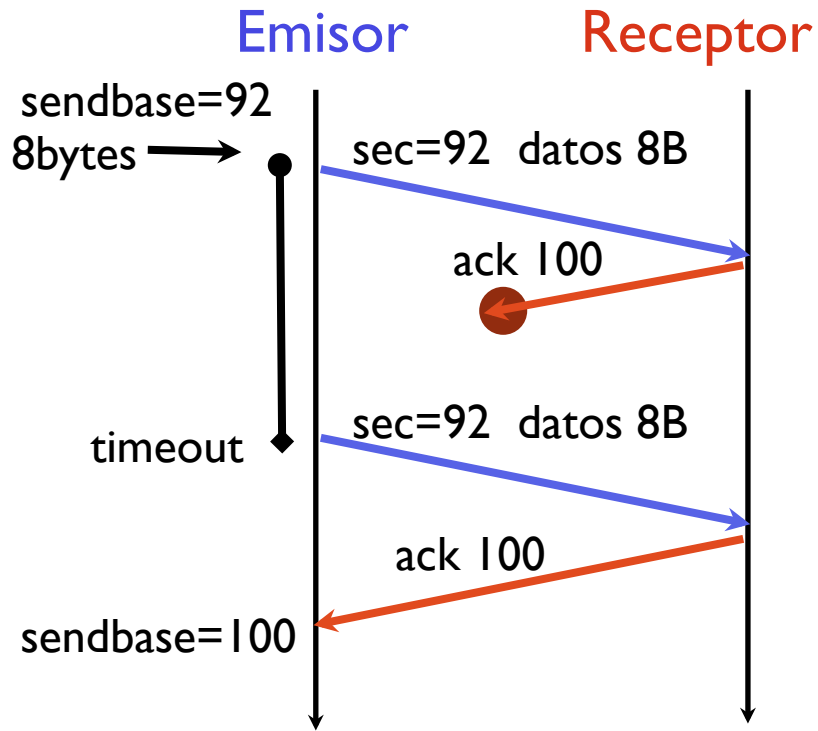 Emisor Receptor
sendbase=92
8bytes
sec=92 datos 8B
ack 100
timeout
sec=92 datos 8B
ack 100
sendbase=100